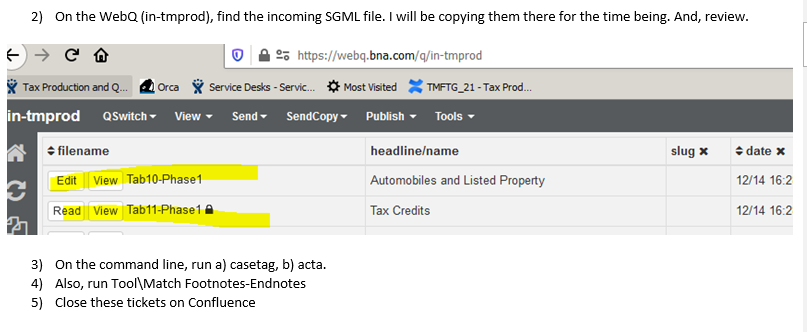 2) On the WebQ (in-tmprod), find the incoming SGML file. I will be copying them there for the time being. And, review.
https://webq.bna.com/q/in-tmprod
Tax Production and Q... Orca Service Desks - Servic... Most Visited TMFTG_21 - Tax Prod...
in-tmprod QSwitch View Send SendCopy Publish Tools
filename headline/name slug x date x
Edit View Tab10-Phase1 Automobiles and Listed Property 12/14 16:2
Read View Tab11-Phase1 Tax Credits 12/14 16:2
3) On the command line, run a) casetag, b) acta.
4) Also, run Tool\Match Footnotes-Endnotes
5) Close these tickets on Confluence